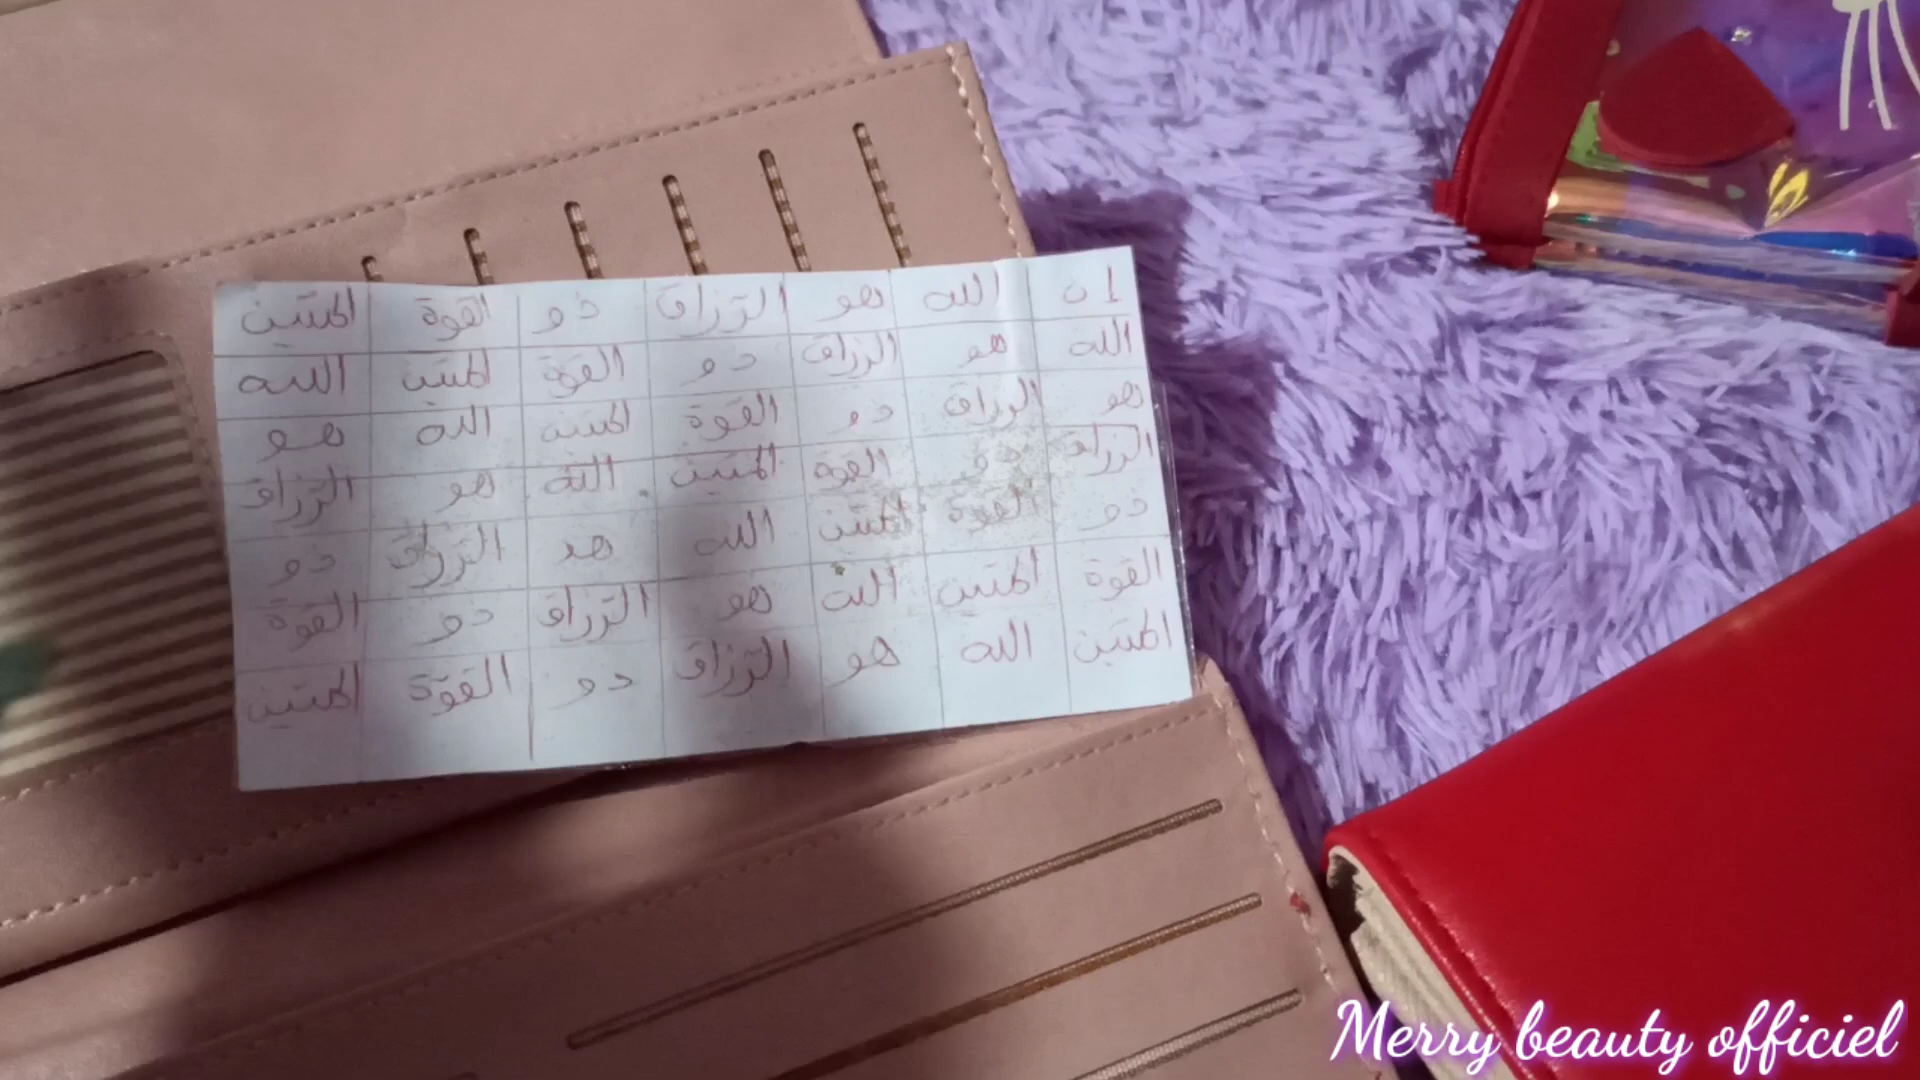 ان الله هو الرزاق ذو القوة المتين
الله هو الرزاق دو القوة المتين الله
هو الرزاق دو القوة المتين الله هو
الرزاق دو القوة المتين الله هو الرزاق
دو القوة المتين الله هو الرزاق دو
القوة المتين الله هو الرزاق دو القوة
المتين الله هو الرزاق دو القوة المتين
Merry beauty officiel